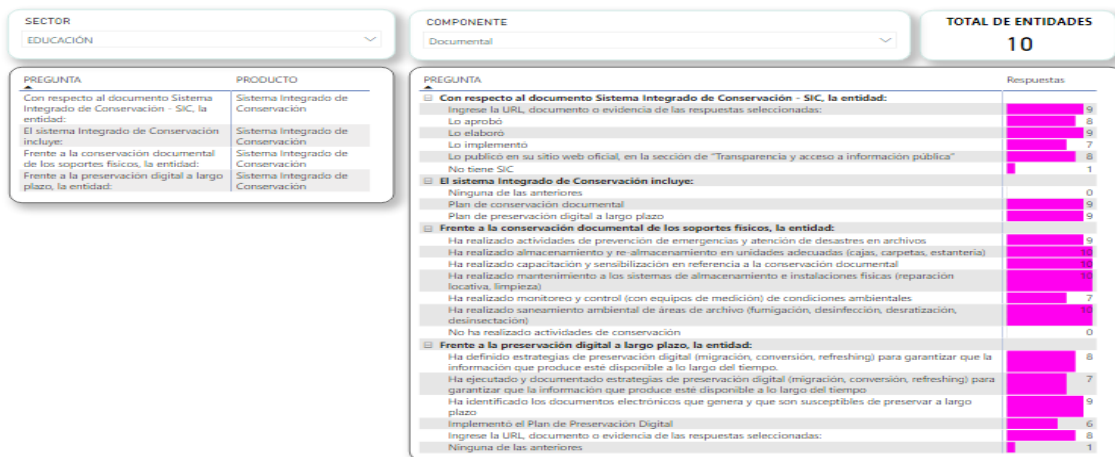 SECTOR
EDUCACIÓN
COMPONENTE
Documental
TOTAL DE ENTIDADES
10
PREGUNTA PRODUCTO
Con respecto al documento Sistema Sistema Integrado de
Integrado de Conservación - SIC, la Conservación
entidad:
El sistema Integrado de Conservación Sistema Integrado de
incluye: Conservación
Frente a la conservación documental Sistema Integrado de
de los soportes físicos, la entidad: Conservación
Frente a la preservación digital a largo Sistema Integrado de
plazo, la entidad: Conservación
PREGUNTA Respuestas
Con respecto al documento Sistema Integrado de Conservación - SIC, la entidad:
Ingrese la URL, documento o evidencia de las respuestas seleccionadas: 9
Lo aprobó 8
Lo elaboró 9
Lo implementó 7
Lo publicó en su sitio web oficial, en la sección de "Transparencia y acceso a información pública" 8
No tiene SIC 1
El sistema Integrado de Conservación incluye:
Ninguna de las anteriores 0
Plan de conservación documental 9
Plan de preservación digital a largo plazo 9
Frente a la conservación documental de los soportes físicos, la entidad:
Ha realizado actividades de prevención de emergencias y atención de desastres en archivos 9
Ha realizado almacenamiento y re-almacenamiento en unidades adecuadas (cajas, carpetas, estantería) 10
Ha realizado capacitación y sensibilización en referencia a la conservación documental 10
Ha realizado mantenimiento a los sistemas de almacenamiento e instalaciones físicas (reparación 10
locativa, limpieza)
Ha realizado monitoreo y control (con equipos de medición) de condiciones ambientales 7
Ha realizado saneamiento ambiental de áreas de archivo (fumigación, desinfección, desratización, 10
desinsectación)
No ha realizado actividades de conservación 0
Frente a la preservación digital a largo plazo, la entidad:
Ha definido estrategias de preservación digital (migración, conversión, refreshing) para garantizar que la 8
información que produce esté disponible a lo largo del tiempo.
Ha ejecutado y documentado estrategias de preservación digital (migración, conversión, refreshing) para 7
garantizar que la información que produce esté disponible a lo largo del tiempo
Ha identificado los documentos electrónicos que genera y que son susceptibles de preservar a largo 9
plazo
Implementó el Plan de Preservación Digital 6
Ingrese la URL, documento o evidencia de las respuestas seleccionadas: 8
Ninguna de las anteriores 1